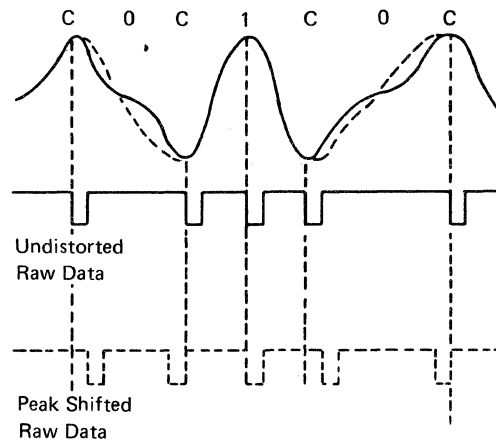 C 0 C 1 C 0 C
Undistorted
Raw Data
Peak Shifted
Raw Data